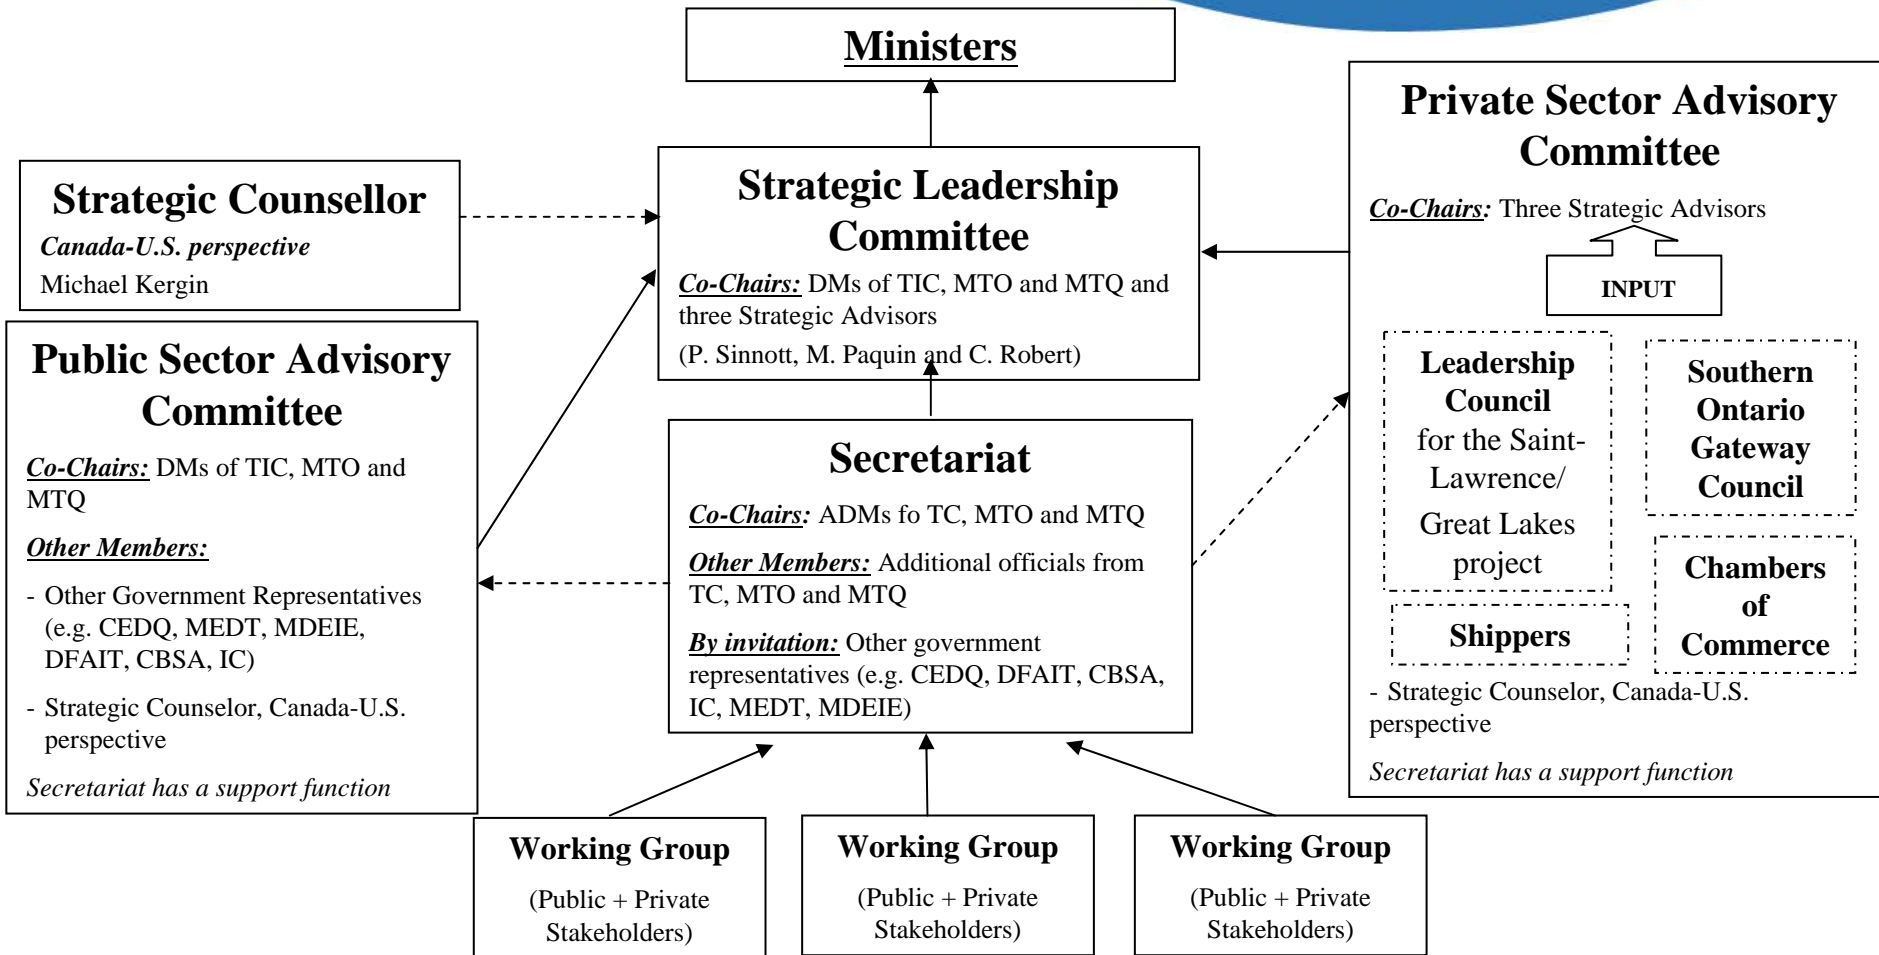 Ministers
Strategic Counsellor
Canada-U.S. perspective
Michael Kergin
Strategic Leadership
Committee
Co-Chairs: DMs of TIC, MTO and MTQ and
three Strategic Advisors
(P. Sinnott, M. Paquin and C. Robert)
Private Sector Advisory
Committee
Co-Chairs: Three Strategic Advisors
INPUT
Leadership
Council
for the Saint-
Lawrence/
Great Lakes
project
Southern
Ontario
Gateway
Council
Shippers
Chambers
of
Commerce
- Strategic Counselor, Canada-U.S.
perspective
Secretariat has a support function
Public Sector Advisory
Committee
Co-Chairs: DMs of TIC, MTO and
MTQ
Other Members:
- Other Government Representatives
(e.g. CEDQ, MEDT, MDEIE,
DFAIT, CBSA, IC)
- Strategic Counselor, Canada-U.S.
perspective
Secretariat has a support function
Secretariat
Co-Chairs: ADMs fo TC, MTO and MTQ
Other Members: Additional officials from
TC, MTO and MTQ
By invitation: Other government
representatives (e.g. CEDQ, DFAIT, CBSA,
IC, MEDT, MDEIE)
Working Group
(Public + Private
Stakeholders)
Working Group
(Public + Private
Stakeholders)
Working Group
(Public + Private
Stakeholders)